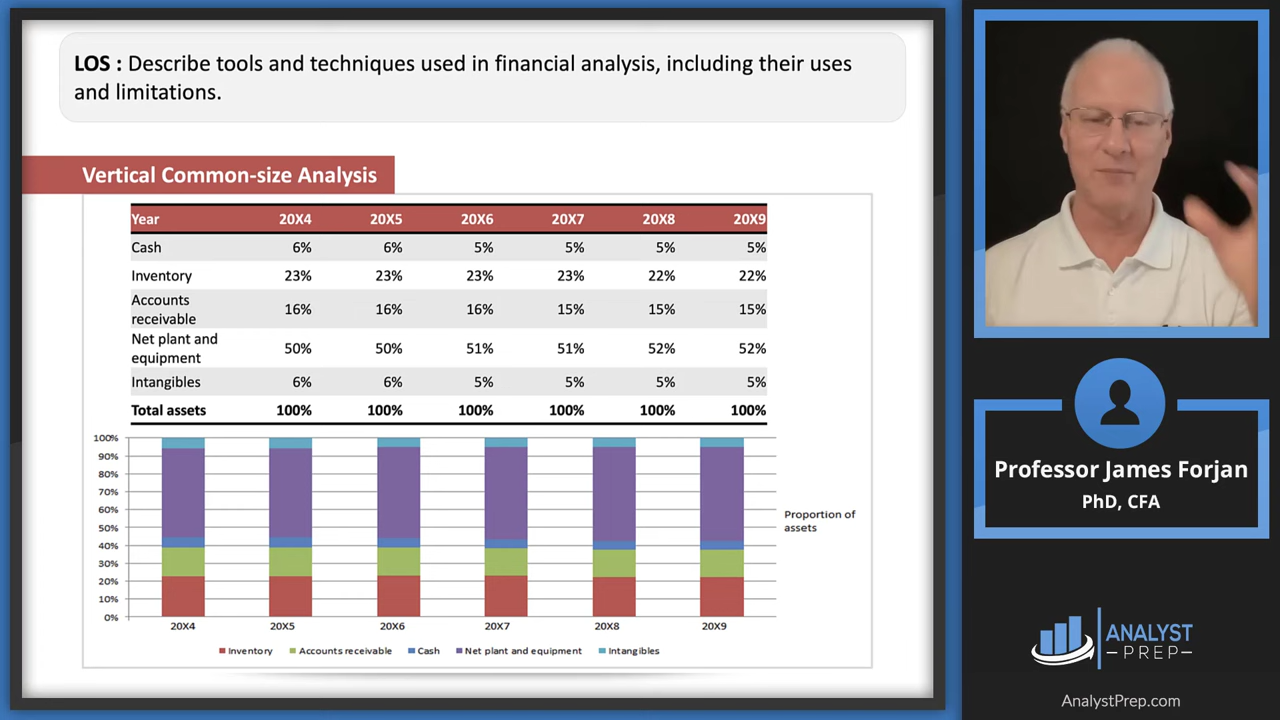 LOS : Describe tools and techniques used in financial analysis, including their uses
and limitations.
Vertical Common-size Analysis
Year 20X4 20X5 20X6 20X7 20X8 20X9
Cash 6% 6% 5% 5% 5% 5%
Inventory 23% 23% 23% 23% 22% 22%
Accounts
receivable 16% 16% 16% 15% 15% 15%
Net plant and
equipment 50% 50% 51% 51% 52% 52%
Intangibles 6% 6% 5% 5% 5% 5%
Total assets 100% 100% 100% 100% 100% 100%
100%
90%
80%
70%
60%
50%
40%
30%
20%
10%
0%
20X4 20X5 20X6 20X7 20X8 20X9
Proportion of
assets
Inventory Accounts receivable Cash Net plant and equipment Intangibles
Professor James Forjan
PhD, CFA
ANALYST
PREP
AnalystPrep.com